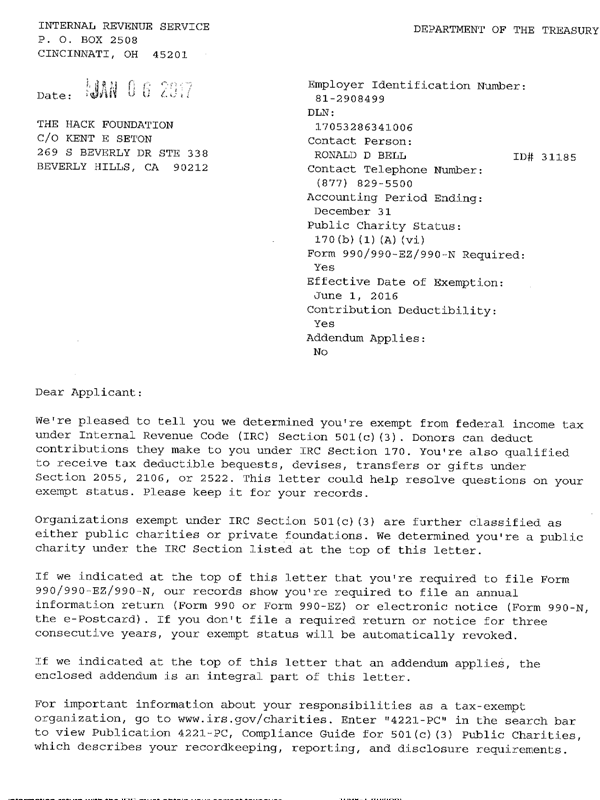 INTERNAL REVENUE SERVICE
P. O. BOX 2508
CINCINNATI, OH 45201
DEPARTMENT OF THE TREASURY
Date: JAN 06 2017
THE HACK FOUNDATION
C/O KENT E SETON
269 S BEVERLY DR STE 338
BEVERLY HILLS, CA 90212
Employer Identification Number:
81-2908499
DLN:
17053286341006
Contact Person:
RONALD D BELL ID# 31185
Contact Telephone Number:
(877) 829-5500
Accounting Period Ending:
December 31
Public Charity Status:
170(b)(1)(A)(vi)
Form 990/990-EZ/990-N Required:
Yes
Effective Date of Exemption:
June 1, 2016
Contribution Deductibility:
Yes
Addendum Applies:
No
Dear Applicant:
We're pleased to tell you we determined you're exempt from federal income tax
under Internal Revenue Code (IRC) Section 501(c)(3). Donors can deduct
contributions they make to you under IRC Section 170. You're also qualified
to receive tax deductible bequests, devises, transfers or gifts under
Section 2055, 2106, or 2522. This letter could help resolve questions on your
exempt status. Please keep it for your records.
Organizations exempt under IRC Section 501(c)(3) are further classified as
either public charities or private foundations. We determined you're a public
charity under the IRC Section listed at the top of this letter.
If we indicated at the top of this letter that you're required to file Form
990/990-EZ/990-N, our records show you're required to file an annual
information return (Form 990 or Form 990-EZ) or electronic notice (Form 990-N,
the e-Postcard). If you don't file a required return or notice for three
consecutive years, your exempt status will be automatically revoked.
If we indicated at the top of this letter that an addendum applies, the
enclosed addendum is an integral part of this letter.
For important information about your responsibilities as a tax-exempt
organization, go to www.irs.gov/charities. Enter "4221-PC" in the search bar
to view Publication 4221-PC, Compliance Guide for 501(c)(3) Public Charities,
which describes your recordkeeping, reporting, and disclosure requirements.